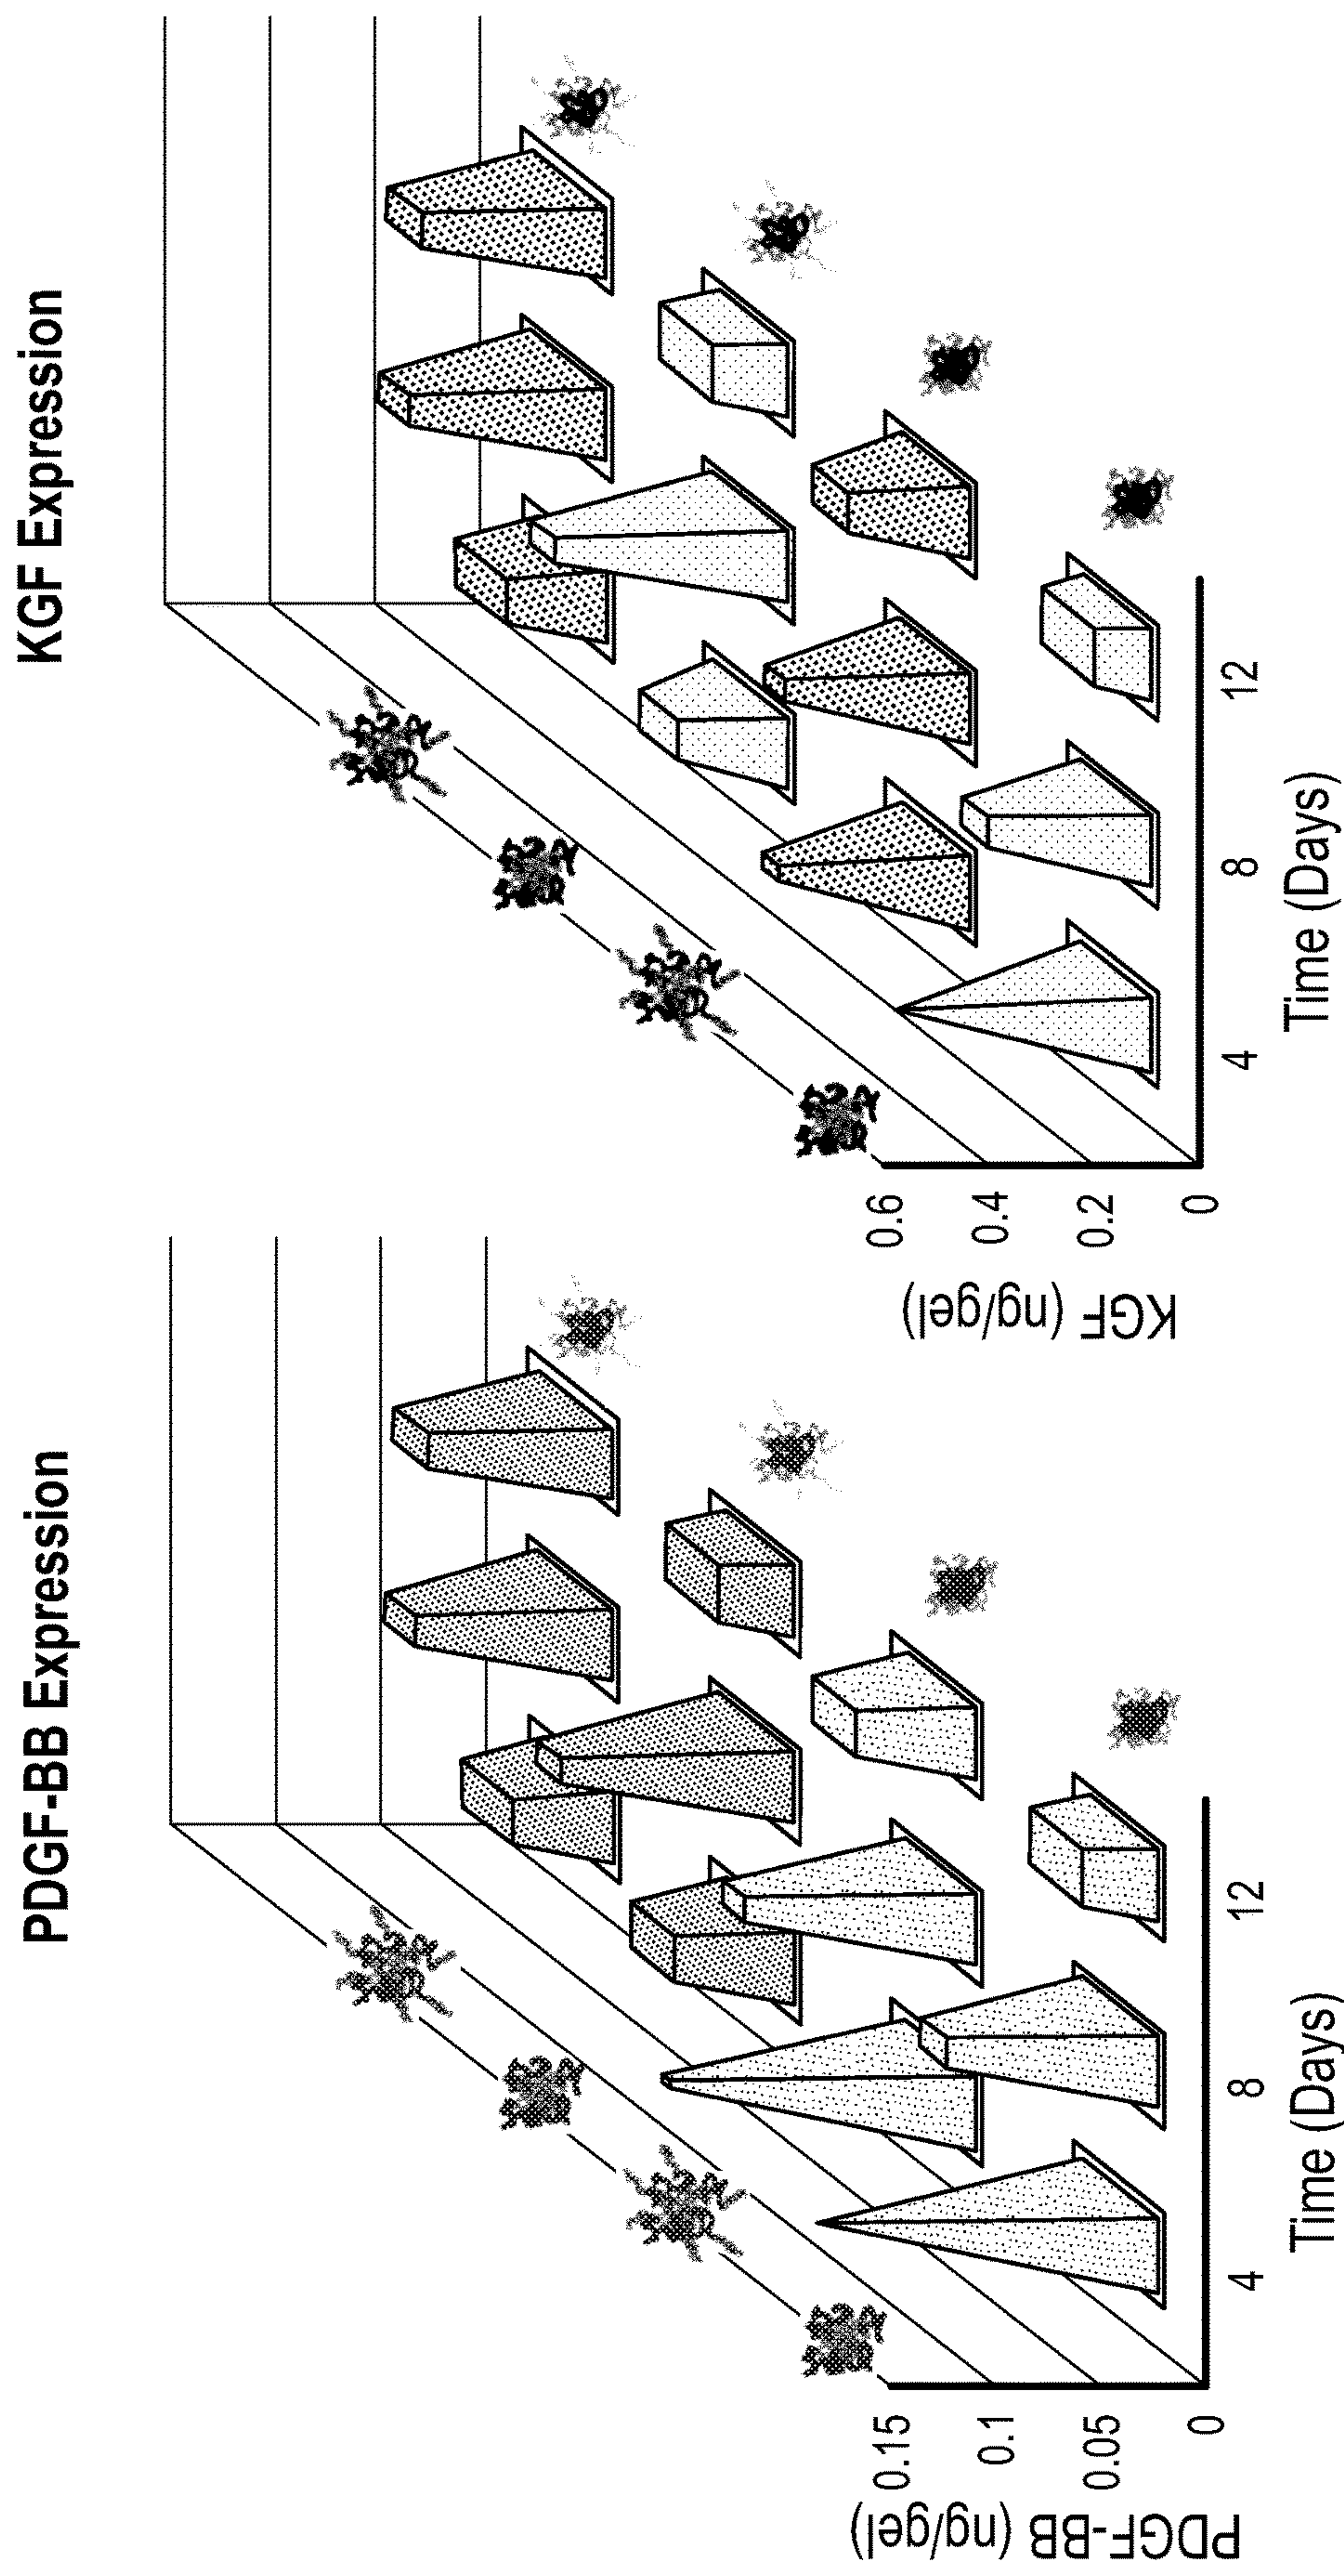 PDGF-BB Expression
PDGF-BB (ng/gel)
0.15
0.1
0.05
0
4
8
12
Time (Days)
KGF Expression
KGF (ng/gel)
0.6
0.4
0.2
0
4
8
12
Time (Days)